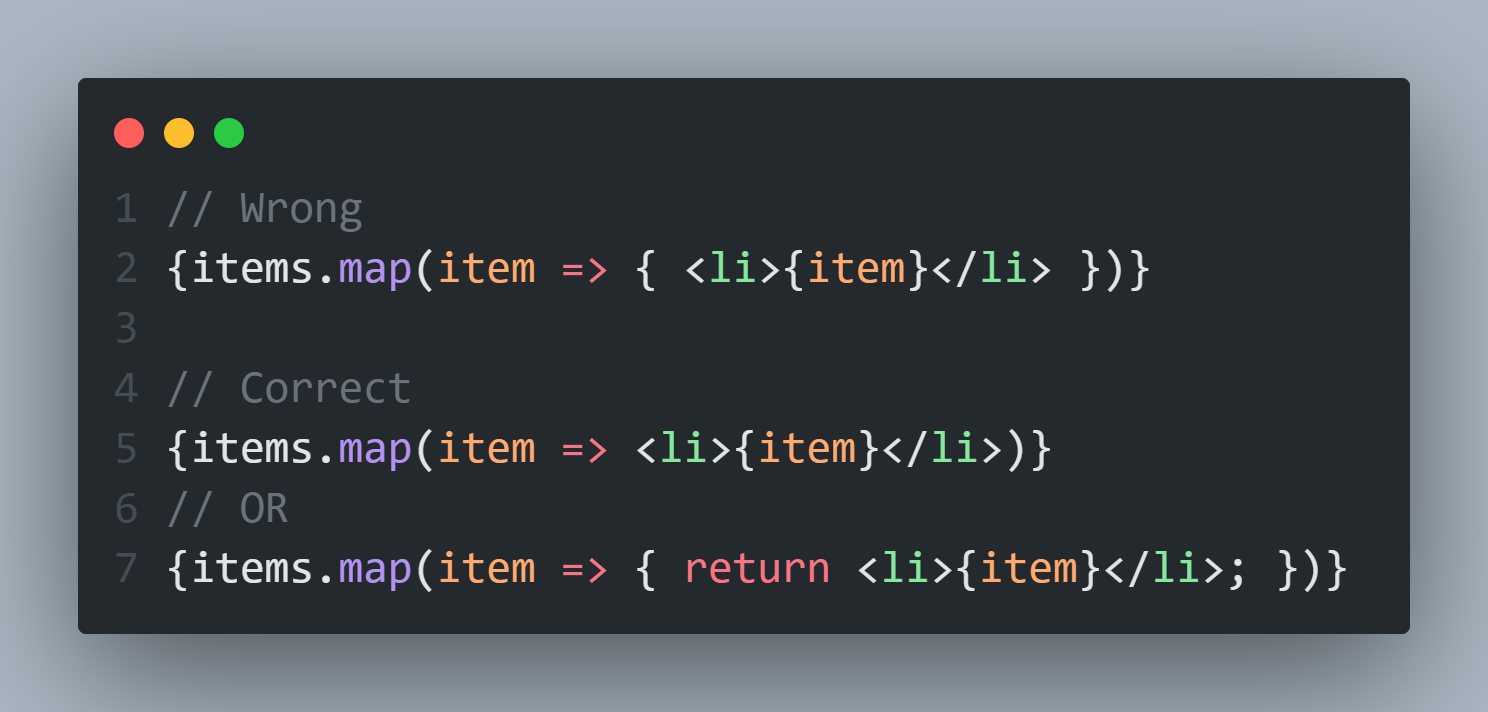 1 // Wrong
2 {items.map(item => { <li>{item}</li> })}
3
4 // Correct
5 {items.map(item => <li>{item}</li>)}
6 // OR
7 {items.map(item => { return <li>{item}</li>; })}